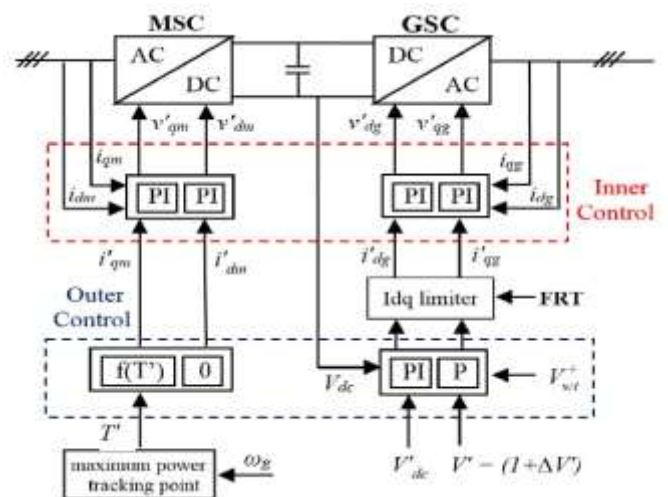 MSC GSC
AC DC DC AC
v'qm v'dm v'dg v'qg
iqm iqg
idm PI PI PI PI idg
Inner
Control
i'qm i'dm i'dg i'qg
Outer
Control
Idq limiter FRT
f(T') 0 PI P
Vdc V+wt
T'
maximum power
tracking point
ωg
V'dc V' = (1+ΔV')